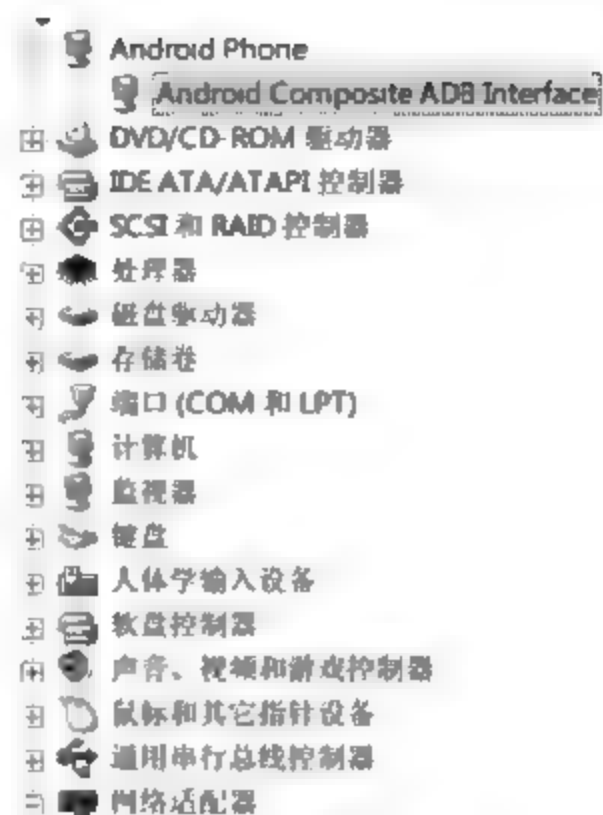 Android Phone
Android Composite ADB Interface
DVD/CD-ROM 驱动器
IDE ATA/ATAPI 控制器
SCSI 和 RAID 控制器
处理器
磁盘驱动器
存储卷
端口 (COM 和 LPT)
计算机
监视器
键盘
人体学输入设备
软盘控制器
声音、视频和游戏控制器
鼠标和其它指针设备
通用串行总线控制器
网络适配器